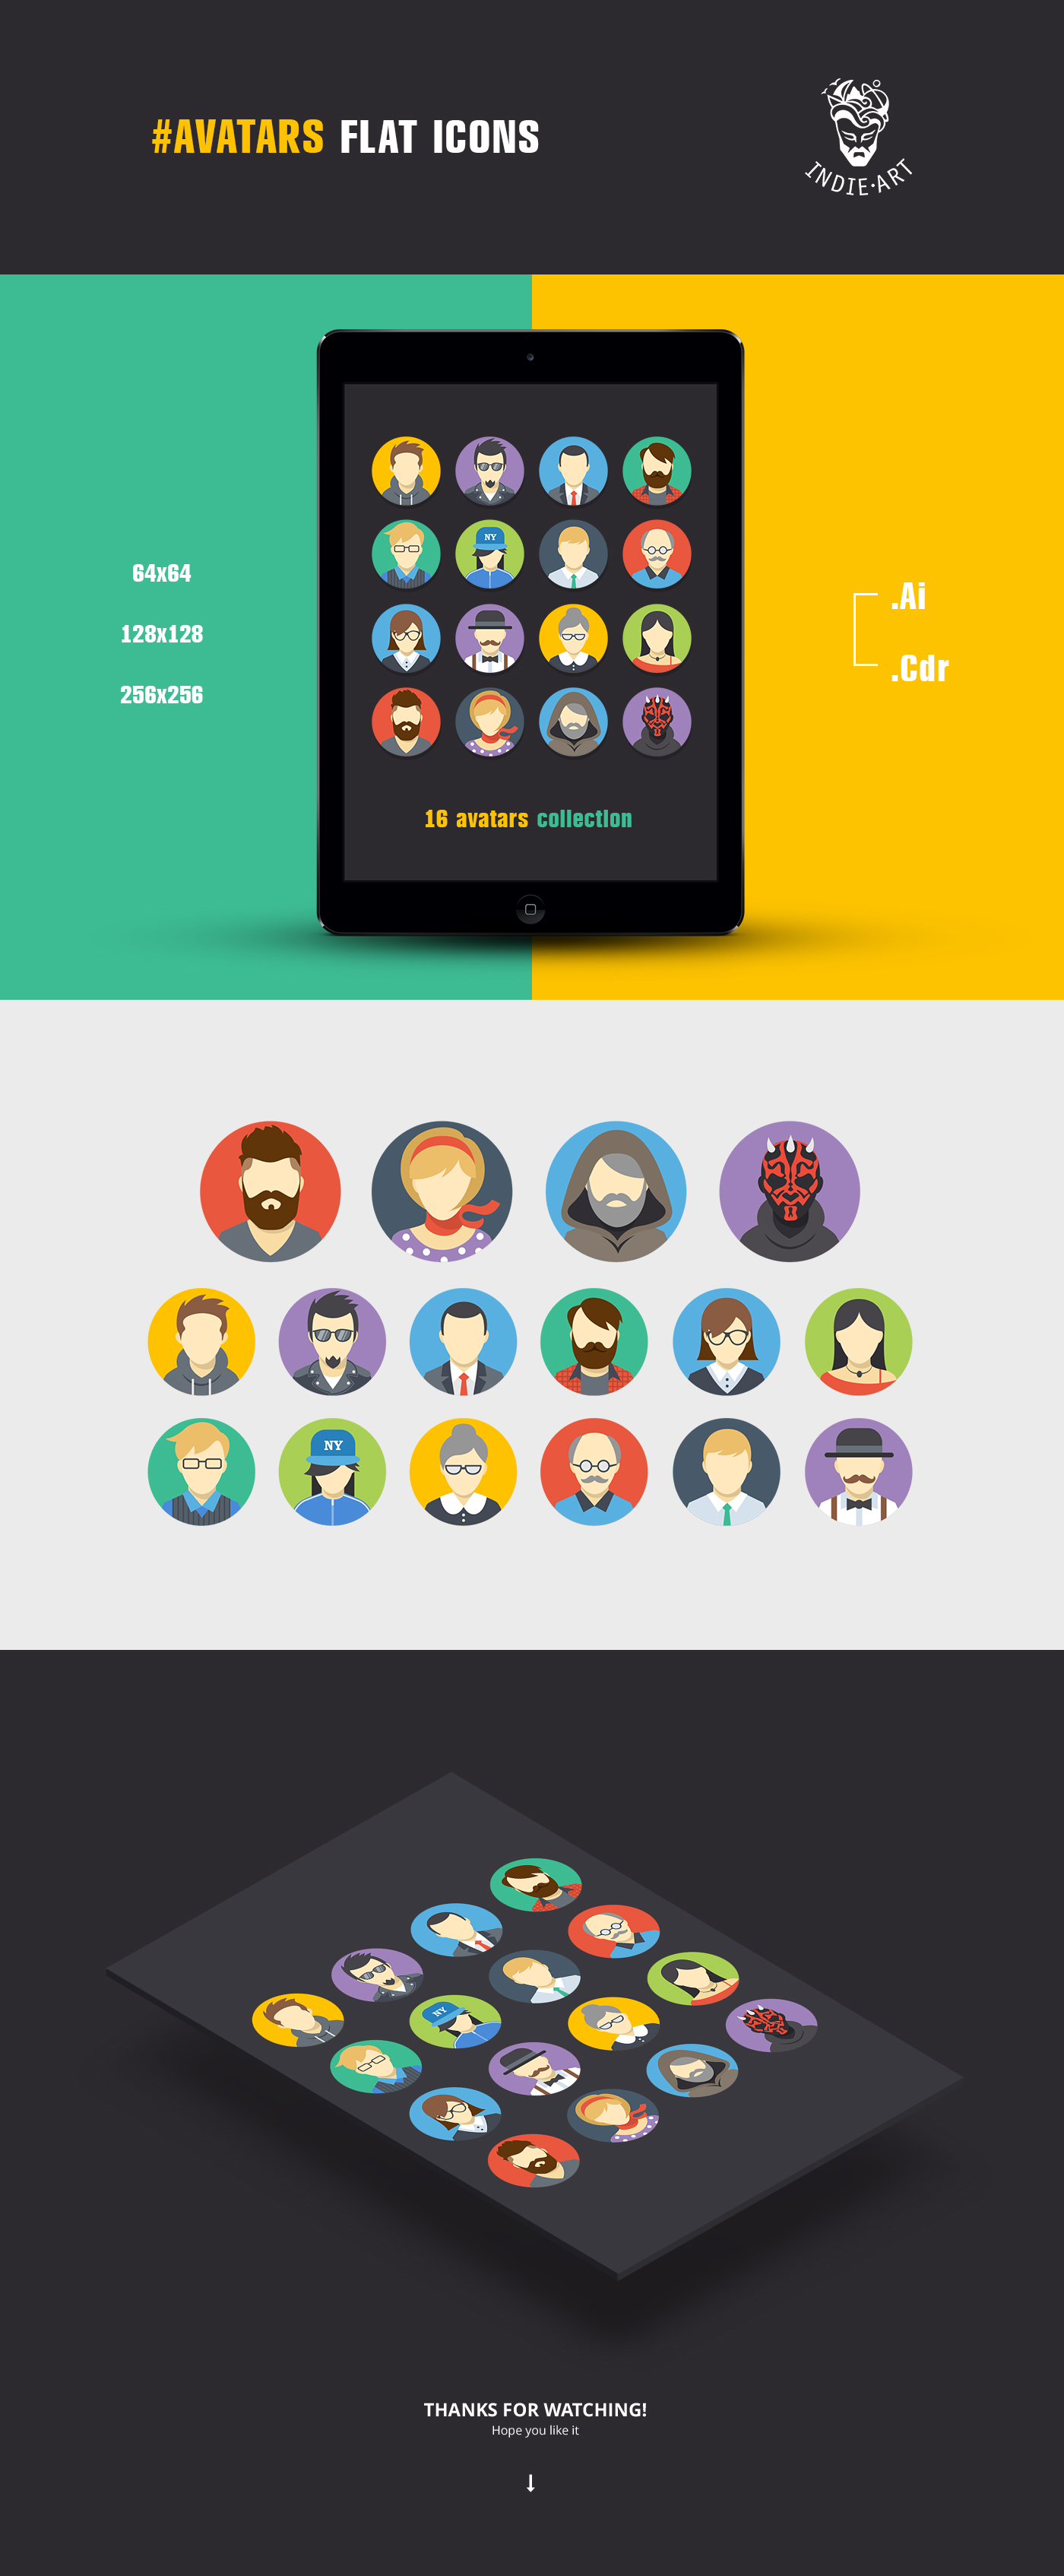 #AVATARS FLAT ICONS
INDIE·ART
64x64
128x128
256x256
NY
16 avatars collection
.Ai
.Cdr
NY
NY
THANKS FOR WATCHING!
Hope you like it